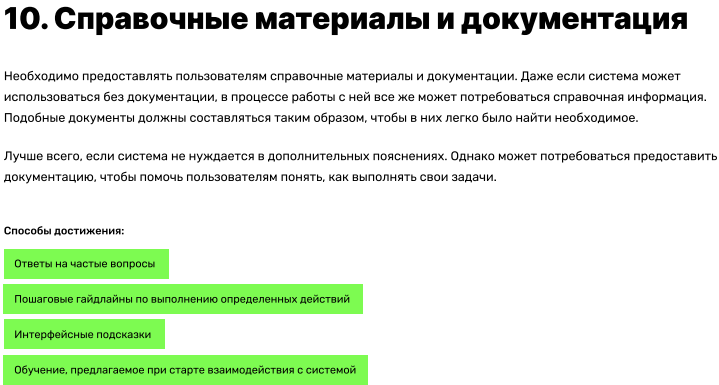 10. Справочные материалы и документация
Необходимо предоставлять пользователям справочные материалы и документации. Даже если система может
использоваться без документации, в процессе работы с ней все же может потребоваться справочная информация.
Подобные документы должны составляться таким образом, чтобы в них легко было найти необходимое.
Лучше всего, если система не нуждается в дополнительных пояснениях. Однако может потребоваться предоставить
документацию, чтобы помочь пользователям понять, как выполнять свои задачи.
Способы достижения:
Ответы на частые вопросы
Пошаговые гайдлайны по выполнению определенных действий
Интерфейсные подсказки
Обучение, предлагаемое при старте взаимодействия с системой